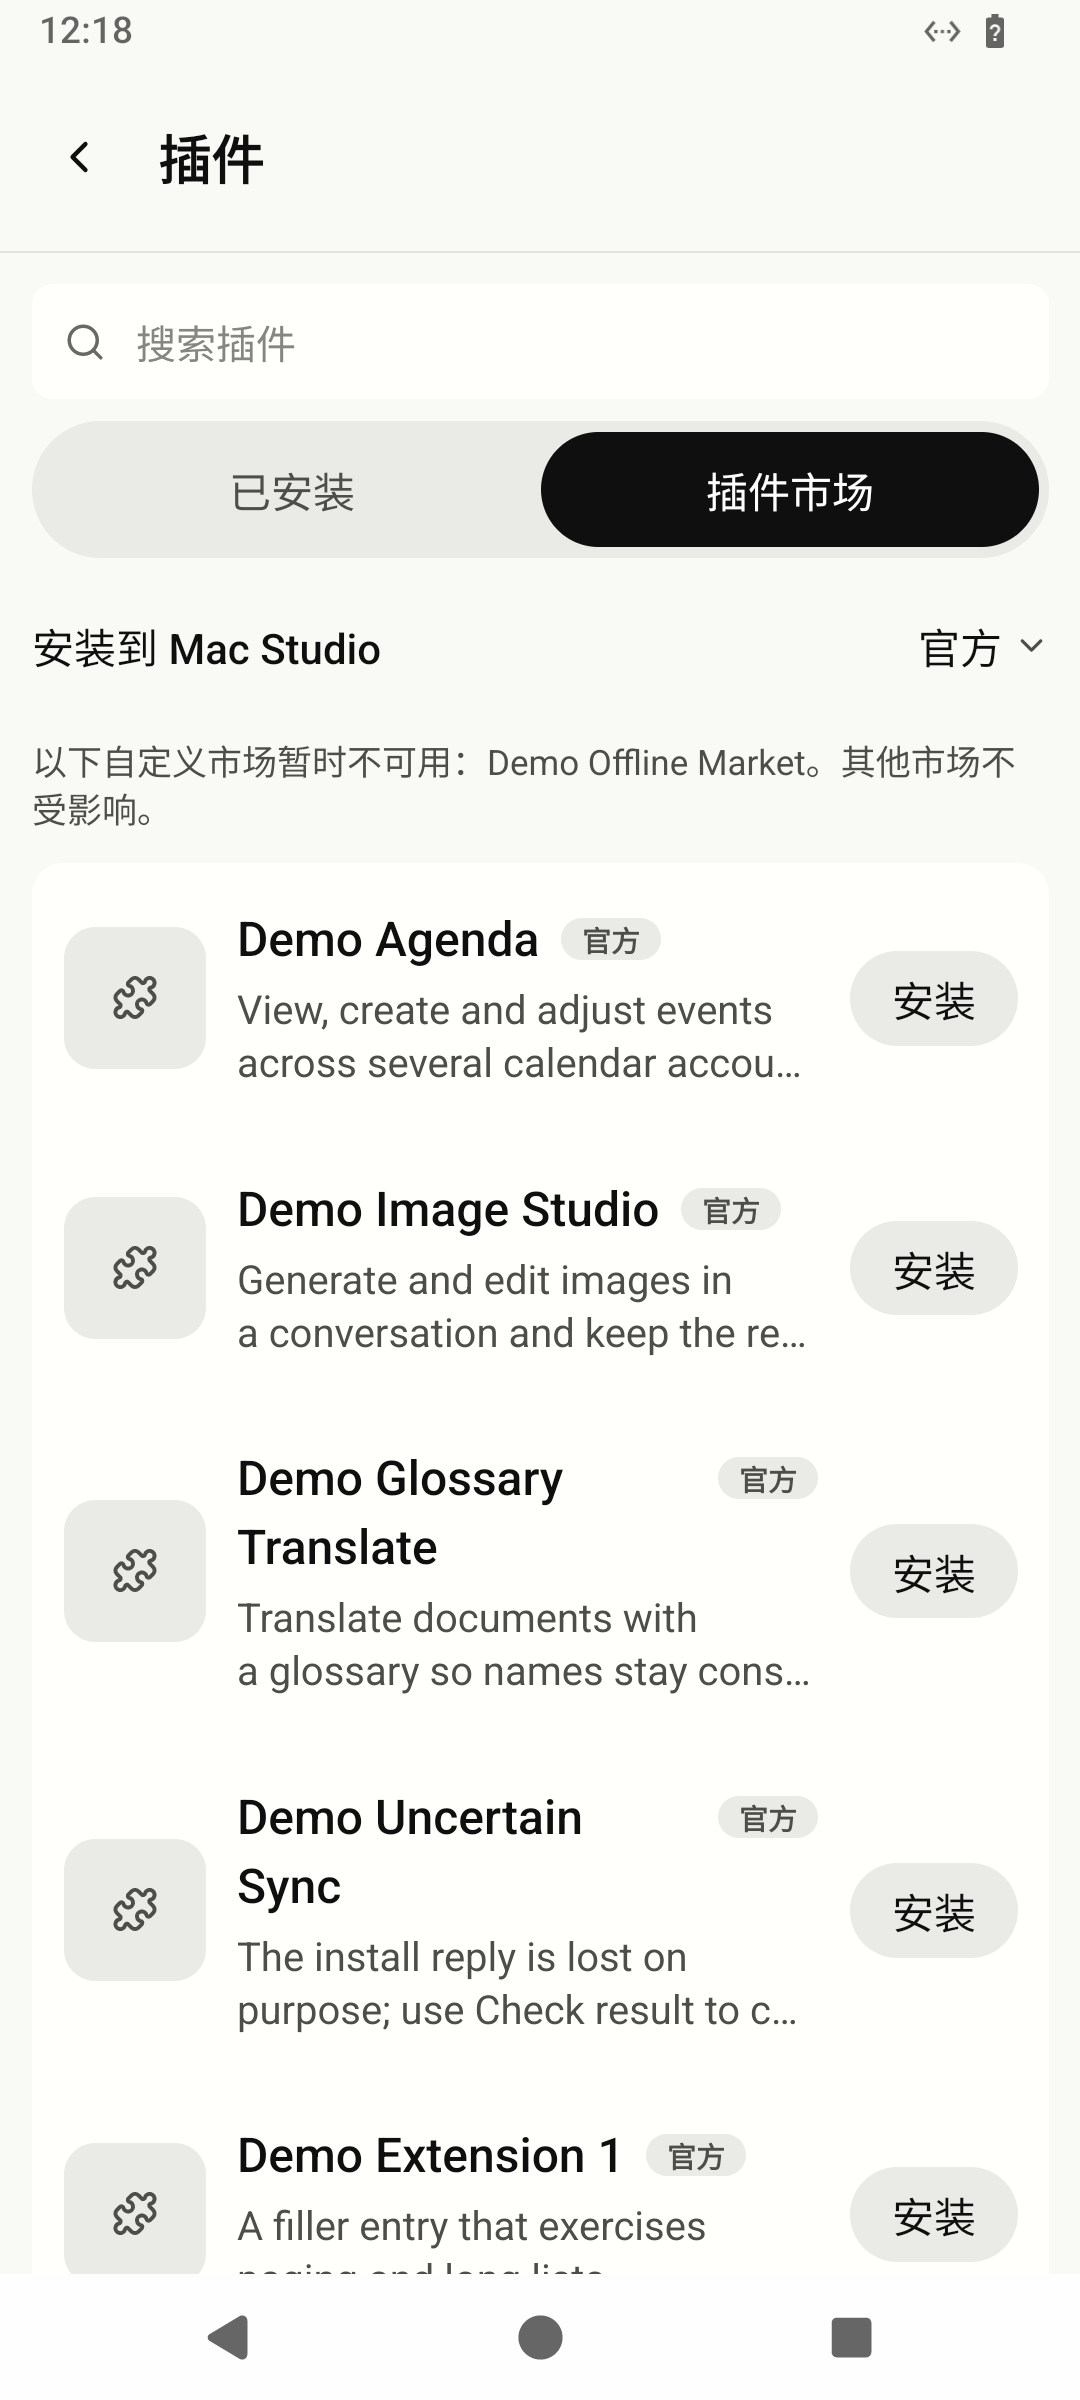 12:18
插件
搜索插件
已安装
插件市场
安装到 Mac Studio
官方
以下自定义市场暂时不可用：Demo Offline Market。其他市场不
受影响。
Demo Agenda 官方
View, create and adjust events
across several calendar accou...
安装
Demo Image Studio 官方
Generate and edit images in
a conversation and keep the re...
安装
Demo Glossary 官方
Translate
Translate documents with
a glossary so names stay cons...
安装
Demo Uncertain 官方
Sync
The install reply is lost on
purpose; use Check result to c...
安装
Demo Extension 1 官方
A filler entry that exercises
paging and long lists
安装